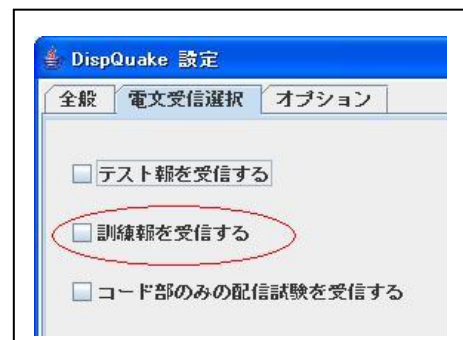 DispQuake 設定
全般 電文受信選択 オプション
テスト報を受信する
訓練報を受信する
コード部のみの配信試験を受信する